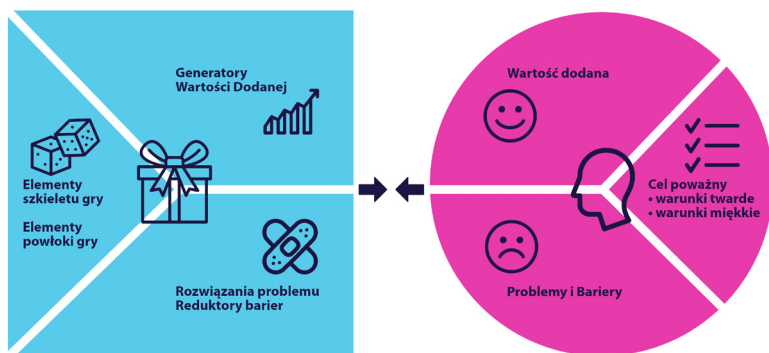 Generatory
Wartości Dodanej
Elementy
szkieletu gry
Elementy
powłoki gry
Rozwiązania problemu
Reduktory barier
Wartość dodana
Cel poważny
▪ warunki twarde
▪ warunki miękkie
Problemy i Bariery